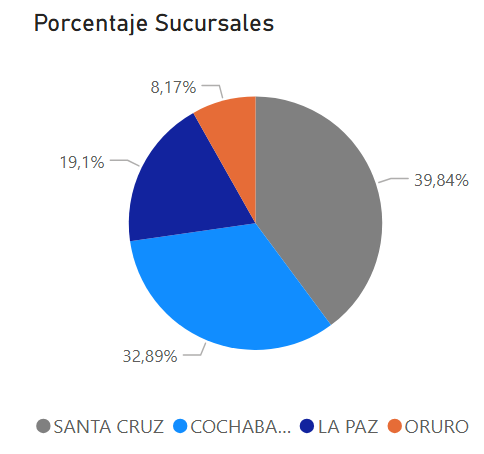 Porcentaje Sucursales
8,17%
19,1%
39,84%
32,89%
SANTA CRUZ COCHABA... LA PAZ ORURO